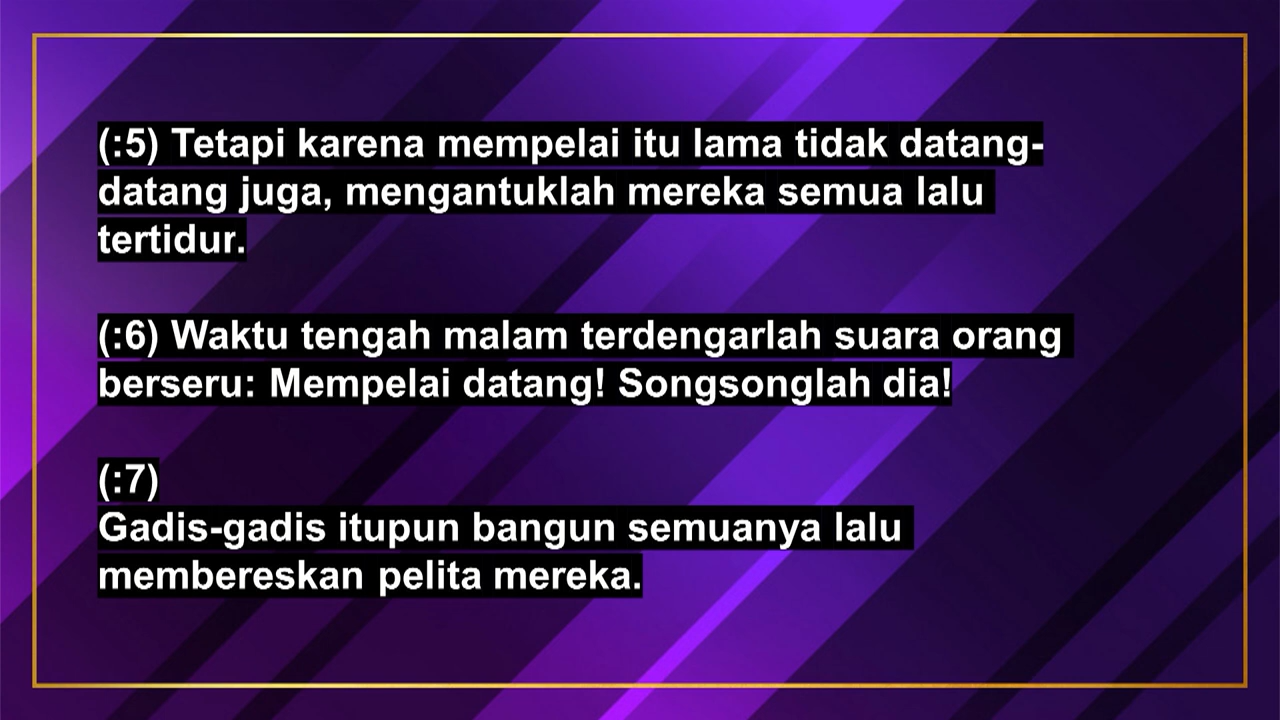 (:5) Tetapi karena mempelai itu lama tidak datang-
datang juga, mengantuklah mereka semua lalu
tertidur.
(:6) Waktu tengah malam terdengarlah suara orang
berseru: Mempelai datang! Songsonglah dia!
(:7)
Gadis-gadis itupun bangun semuanya lalu
membereskan pelita mereka.